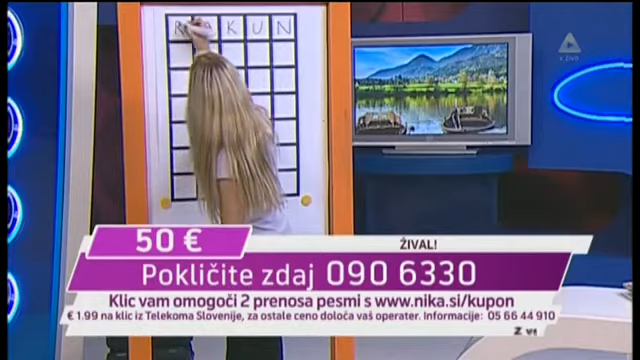 R A K U N
V ŽIVO
50 €
ŽIVAL!
Pokličite zdaj 090 6330
Klic vam omogoči 2 prenosa pesmi s www.nika.si/kupon
€ 1.99 na klic iz Telekoma Slovenije, za ostale ceno določa vaš operater. Informacije: 05 66 44 910